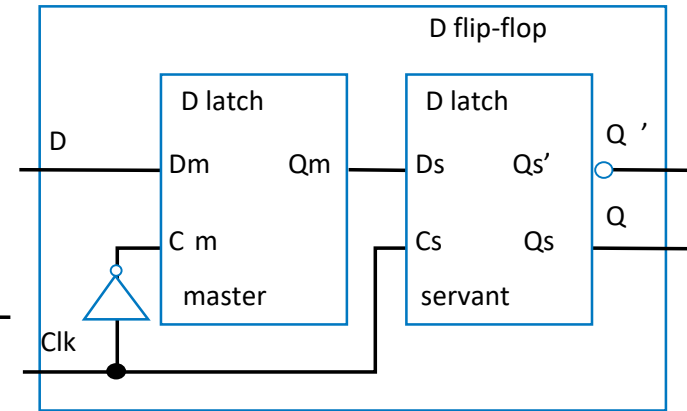 D flip-flop
D latch
D latch
D
Q ’
Dm
Qm
Ds
Qs’
Q
C m
Cs
Qs
master
servant
Clk